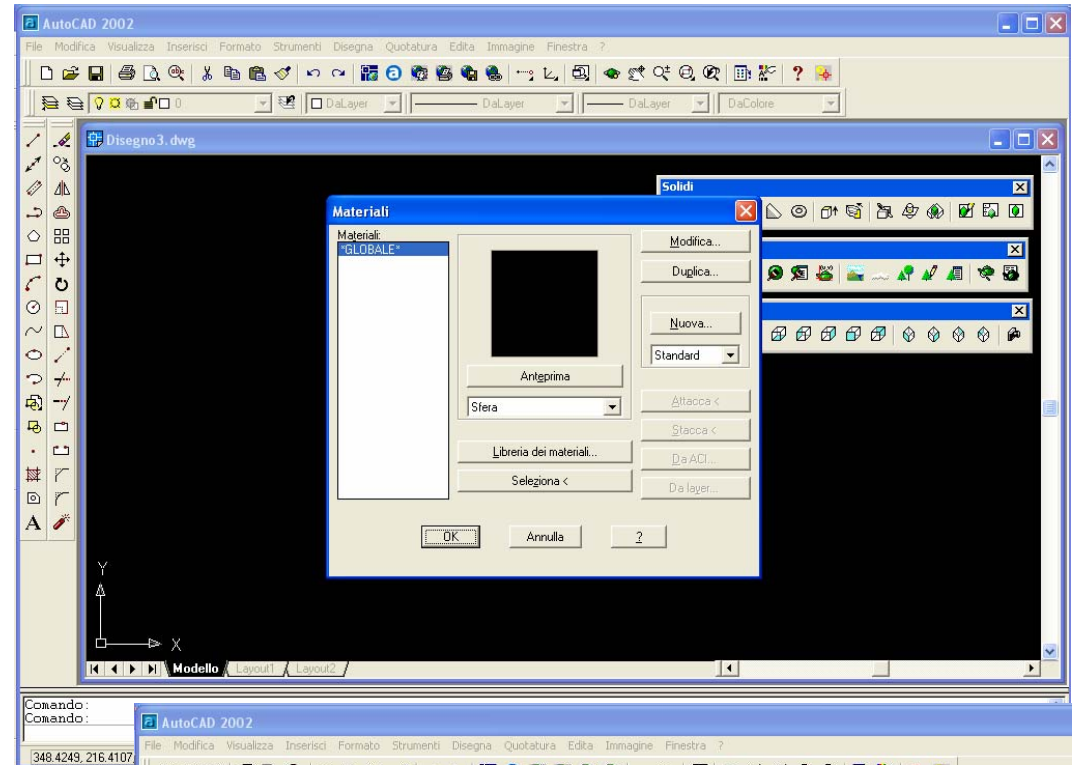 AutoCAD 2002
File Modifica Visualizza Inserisci Formato Strumenti Disegna Quotatura Edita Immagine Finestra ?
0 DaLayer DaLayer DaLayer DaColore
Disegno3.dwg
Solidi
Materiali
Materiali:
*GLOBALE*
Modifica...
Duplica...
Nuova...
Standard
Anteprima
Sfera
Attacca <
Stacca <
Libreria dei materiali...
Da ACI...
Seleziona <
Da layer...
OK Annulla ?
Y
X
Modello Layout1 Layout2
Comando:
Comando:
AutoCAD 2002
File Modifica Visualizza Inserisci Formato Strumenti Disegna Quotatura Edita Immagine Finestra ?
348.4249, 216.4107